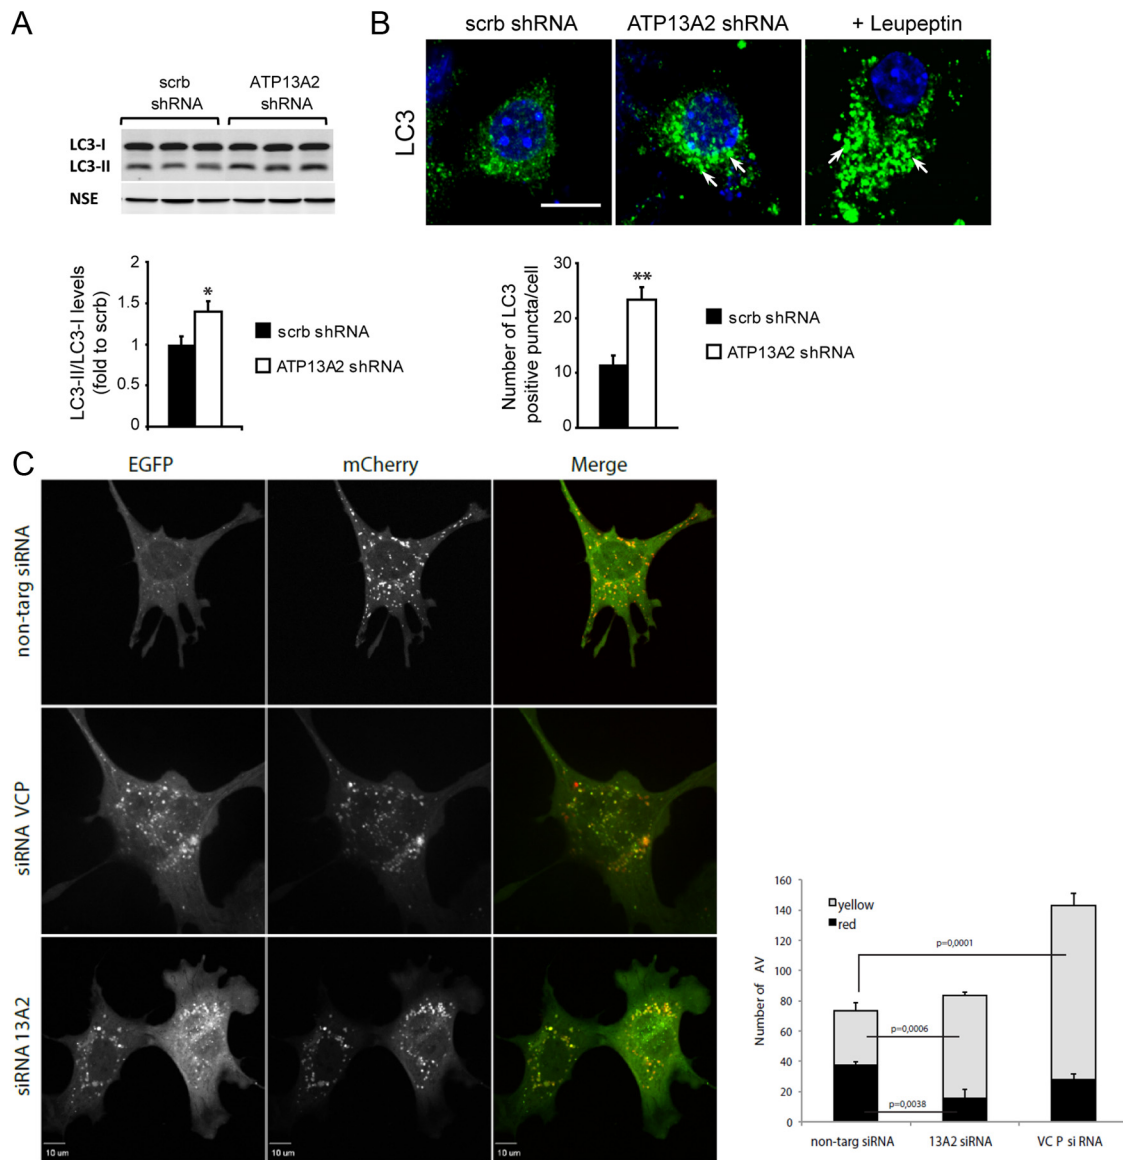 A
scrb
shRNA
ATP13A2
shRNA
LC3-I
LC3-II
NSE
LC3-II/LC3-I levels
(fold to scrb)
2
1.5
1
0.5
0
*
scrb shRNA
ATP13A2 shRNA
B
scrb shRNA
ATP13A2 shRNA
+ Leupeptin
LC3
Number of LC3
positive puncta/cell
30
20
10
0
**
scrb shRNA
ATP13A2 shRNA
C
EGFP
mCherry
Merge
non-targ siRNA
siRNA VCP
siRNA 13A2
10 um
10 um
10 um
Number of AV
160
140
120
100
80
60
40
20
0
yellow
red
p=0,0001
p=0,0006
p=0,0038
non-targ siRNA
13A2 siRNA
VC P si RNA